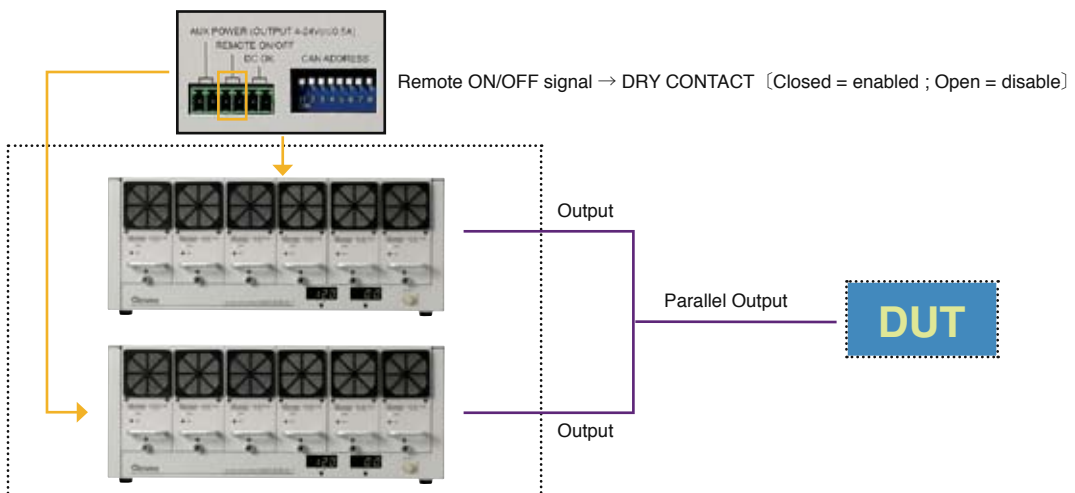 AUX POWER (OUTPUT 4-24V@0.5A)
REMOTE ON/OFF
DC OK
CAN ADDRESS
Remote ON/OFF signal → DRY CONTACT〔Closed = enabled ; Open = disable〕
Output
Parallel Output
DUT
Output